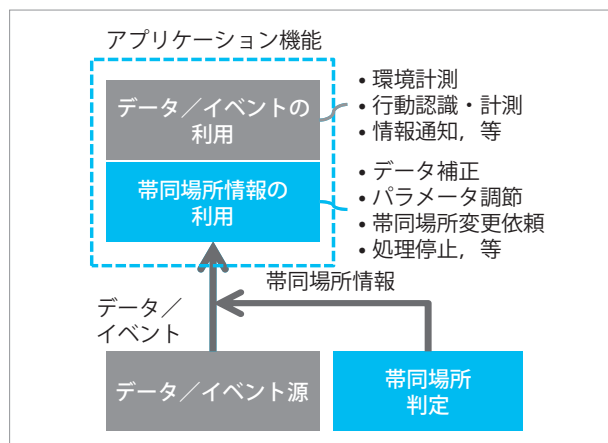 アプリケーション機能
データ／イベントの
利用
• 環境計測
• 行動認識・計測
• 情報通知，等
帯同場所情報の
利用
• データ補正
• パラメータ調節
• 帯同場所変更依頼
• 処理停止，等
帯同場所情報
データ／
イベント
データ／イベント源
帯同場所
判定